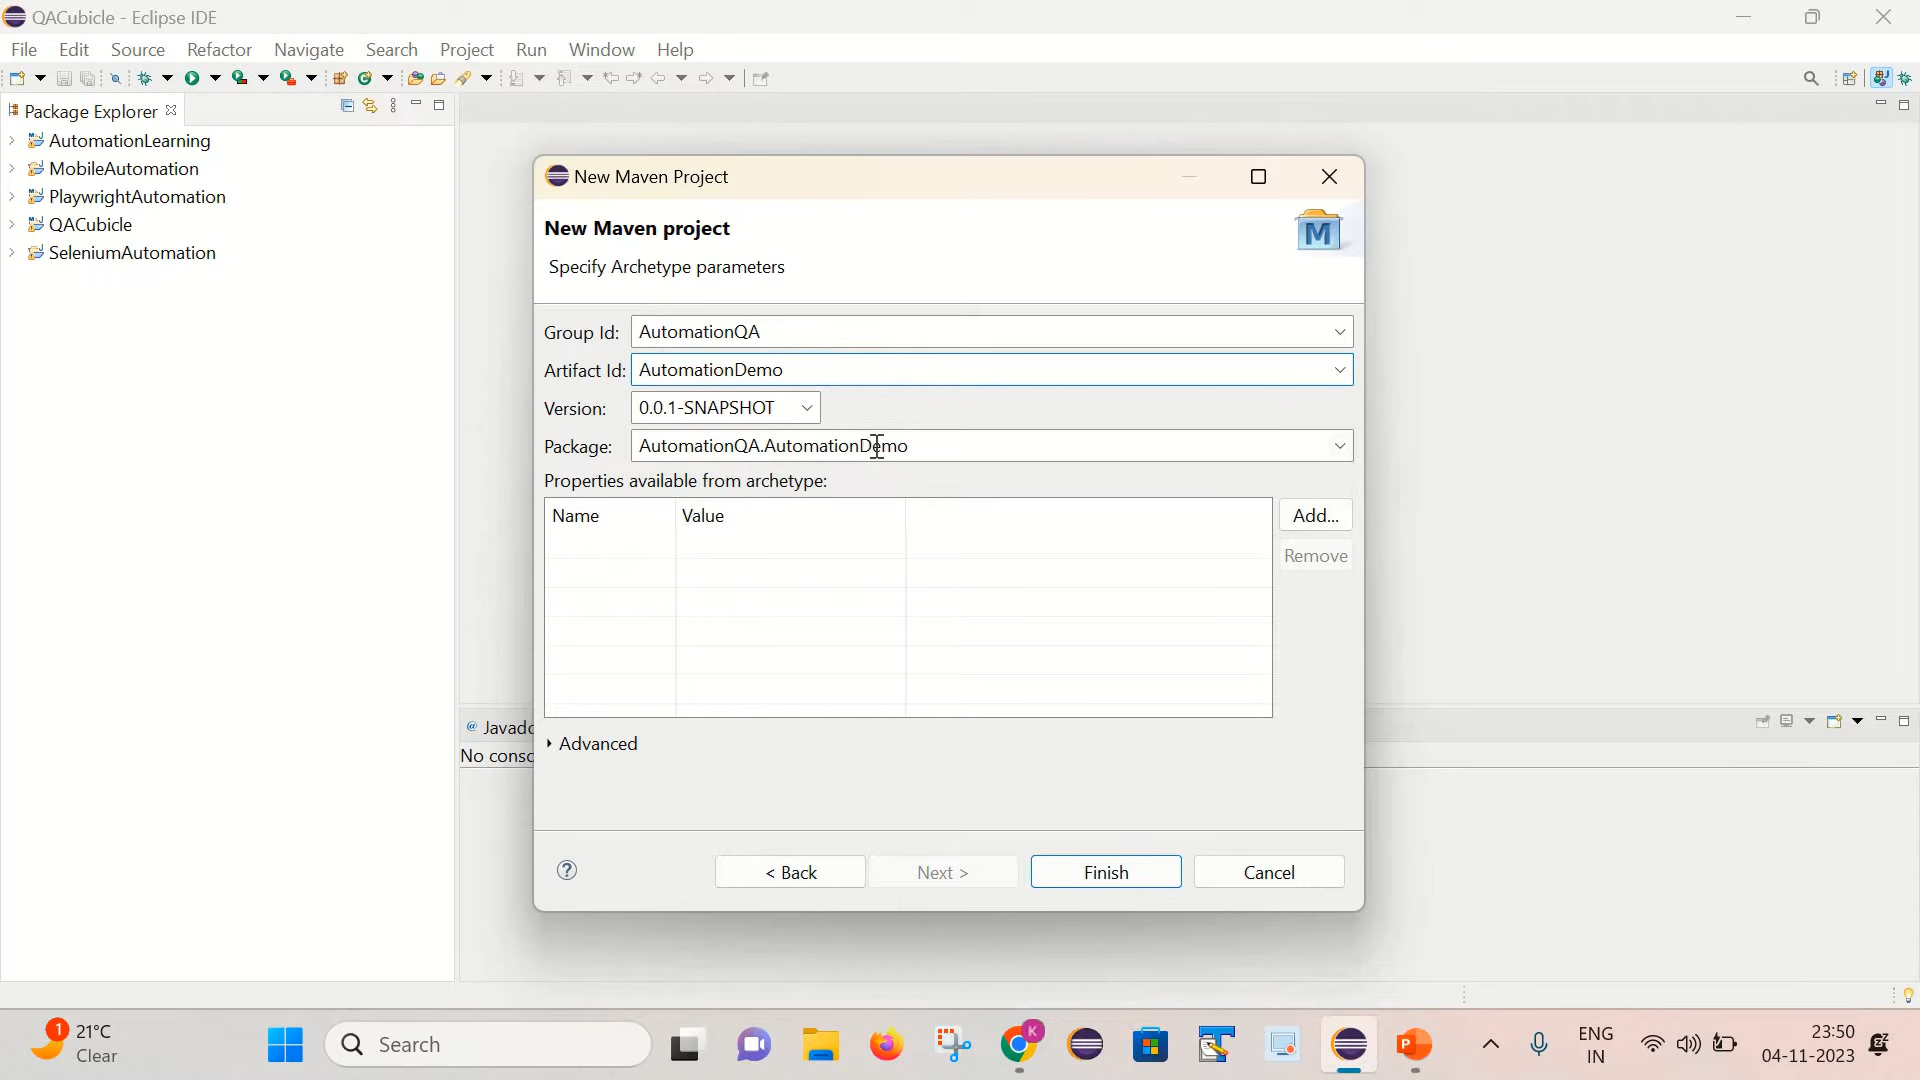 QACubicle - Eclipse IDE
File Edit Source Refactor Navigate Search Project Run Window Help
Package Explorer
AutomationLearning
MobileAutomation
PlaywrightAutomation
QACubicle
SeleniumAutomation
New Maven Project
New Maven project
Specify Archetype parameters
M
Group Id: AutomationQA
Artifact Id: AutomationDemo
Version: 0.0.1-SNAPSHOT
Package: AutomationQA.AutomationDemo
Properties available from archetype:
Name Value
Add...
Remove
@ Javado
No conso
Advanced
< Back Next > Finish Cancel
1 21°C
Clear
Search
K
P
ENG
IN
23:50
04-11-2023